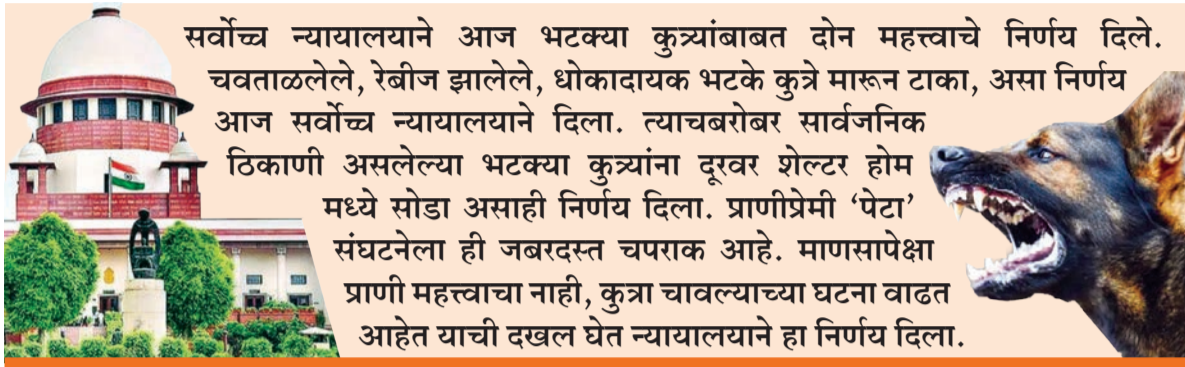 सर्वोच्च न्यायालयाने आज भटक्या कुत्र्यांबाबत दोन महत्त्वाचे निर्णय दिले.
चवताळलेले, रेबीज झालेले, धोकादायक भटके कुत्रे मारून टाका, असा निर्णय
आज सर्वोच्च न्यायालयाने दिला. त्याचबरोबर सार्वजनिक
ठिकाणी असलेल्या भटक्या कुत्र्यांना दूरवर शेल्टर होम
मध्ये सोडा असाही निर्णय दिला. प्राणीप्रेमी ‘पेटा’
संघटनेला ही जबरदस्त चपराक आहे. माणसापेक्षा
प्राणी महत्त्वाचा नाही, कुत्रा चावल्याच्या घटना वाढत
आहेत याची दखल घेत न्यायालयाने हा निर्णय दिला.